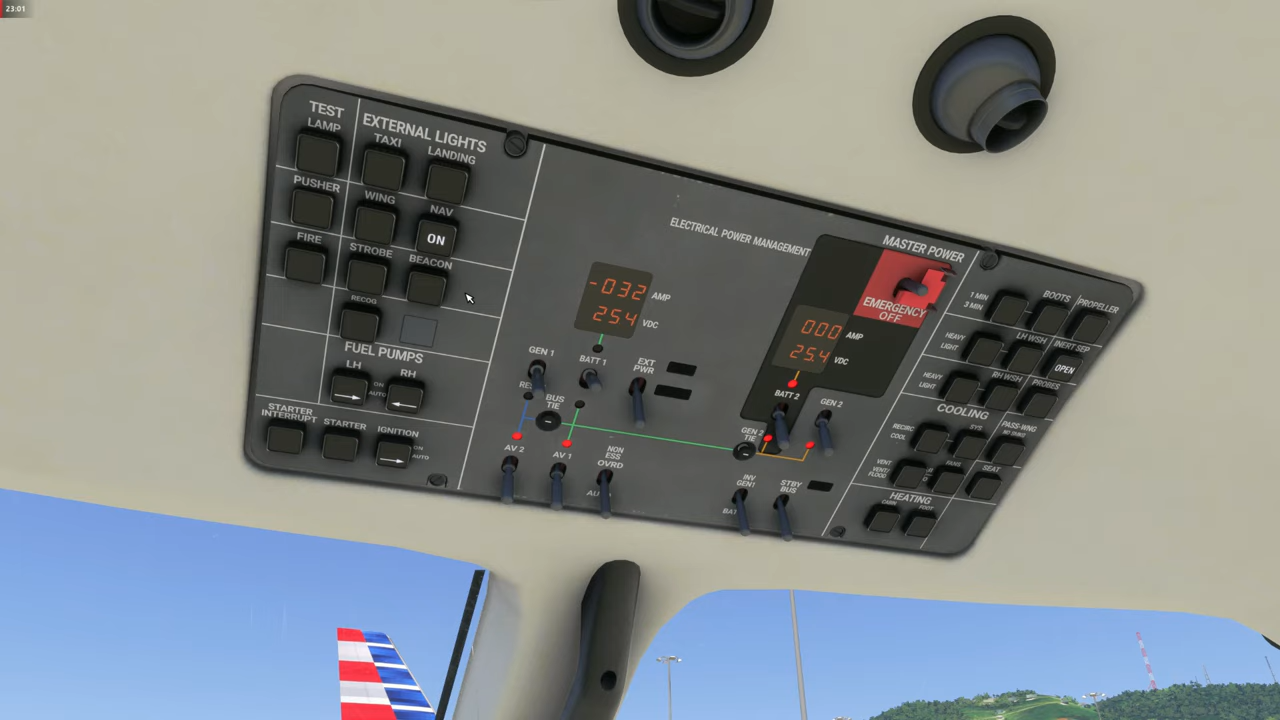 23:01
TEST
LAMP
EXTERNAL LIGHTS
TAXI
LANDING
PUSHER
WING
NAV
ON
FIRE
STROBE
BEACON
RECOG
FUEL PUMPS
LH
RH
ON
AUTO
STARTER
INTERRUPT
STARTER
IGNITION
ON
AUTO
ELECTRICAL POWER MANAGEMENT
-032
AMP
25.4
VDC
GEN 1
BATT 1
EXT
PWR
BUS
TIE
AV 2
AV 1
NON
ESS
OVRD
MASTER POWER
EMERGENCY
OFF
00.0
AMP
25.4
VDC
BATT 2
GEN 2
GEN 2
TIE
INV
GEN1
STBY
BUS
1 MIN
3 MIN
BOOTS
PROPELLER
HEAVY
LIGHT
LH WSH
INERT SEP
OPEN
HEAVY
LIGHT
RH WSH
PROBES
COOLING
RECIRC
COOL
SYS
PASS-WNG
VENT
VENT/
FLOOD
FANS
SEAT
HEATING
CABIN
FOOT